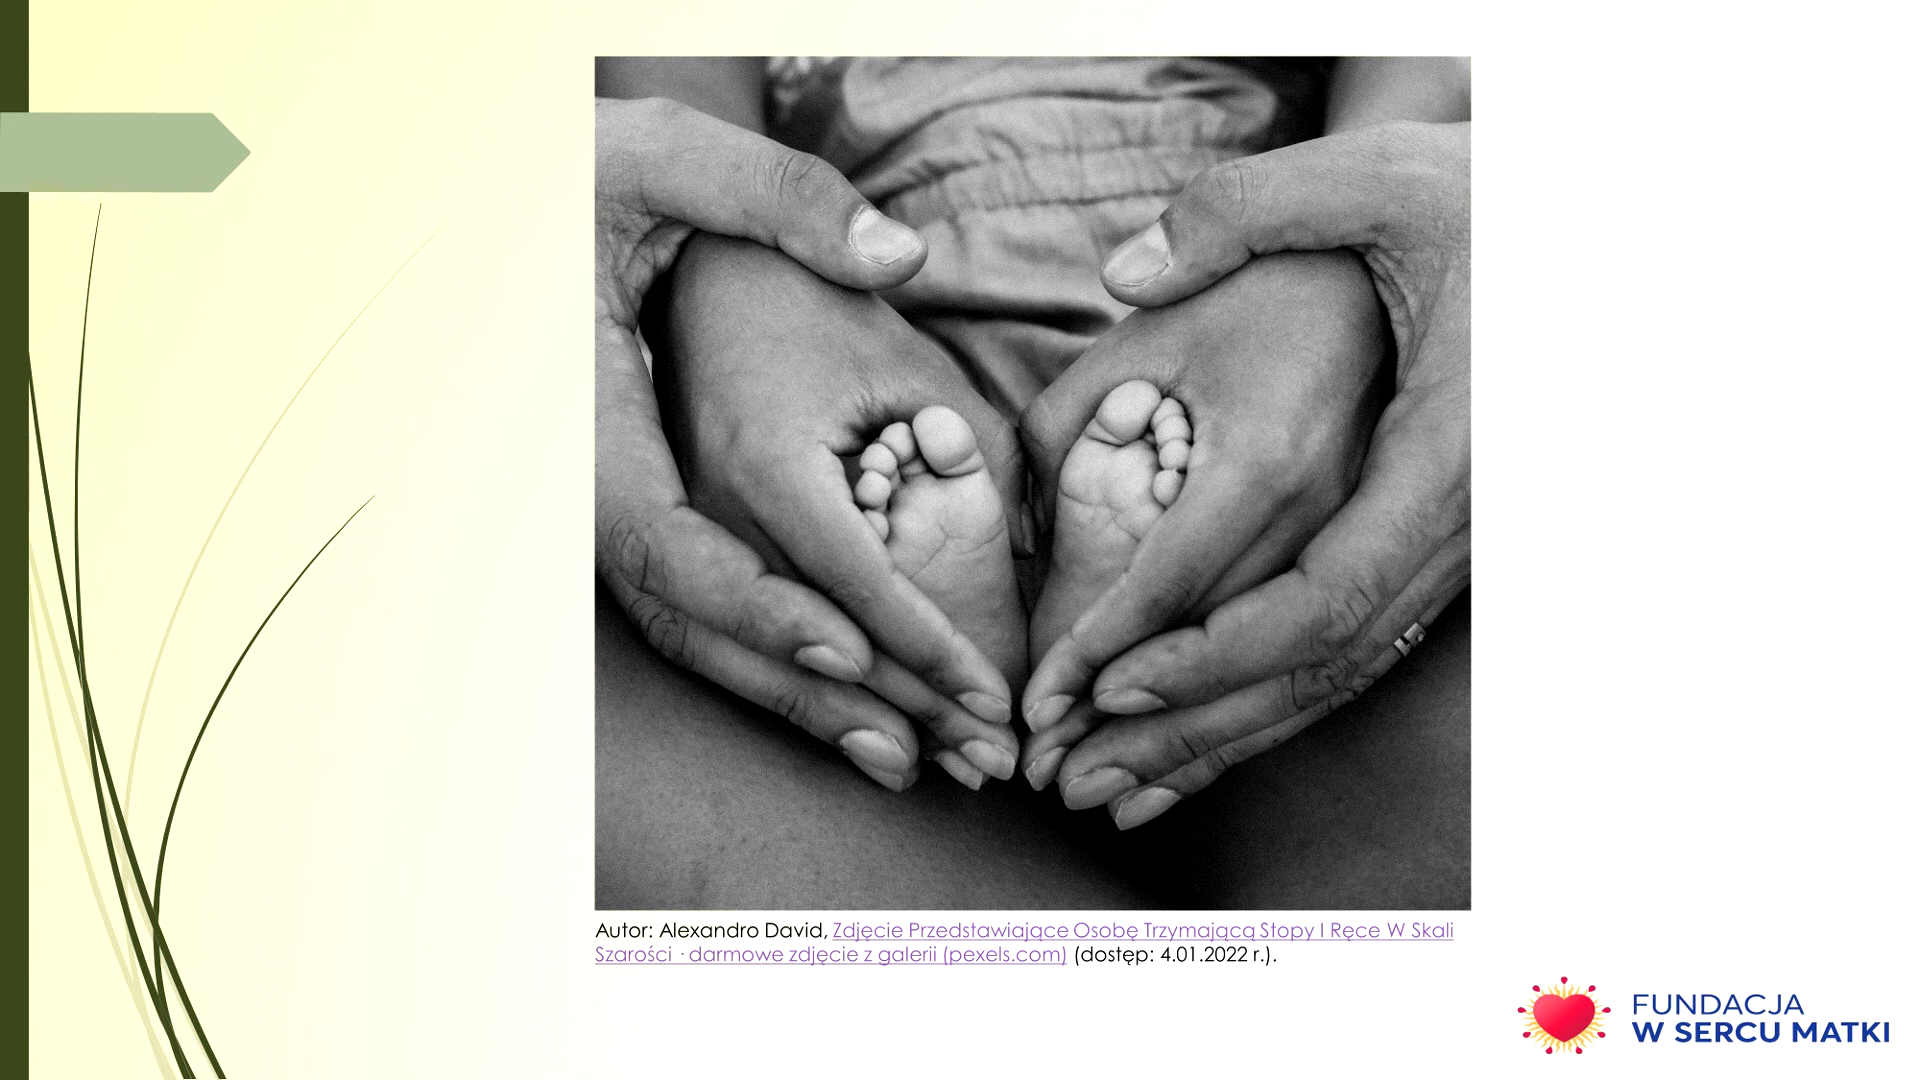 Autor: Alexandro David, Zdjęcie Przedstawiające Osobę Trzymającą Stopy I Ręce W Skali
Szarości · darmowe zdjęcie z galerii (pexels.com) (dostęp: 4.01.2022 r.).
FUNDACJA
W SERCU MATKI